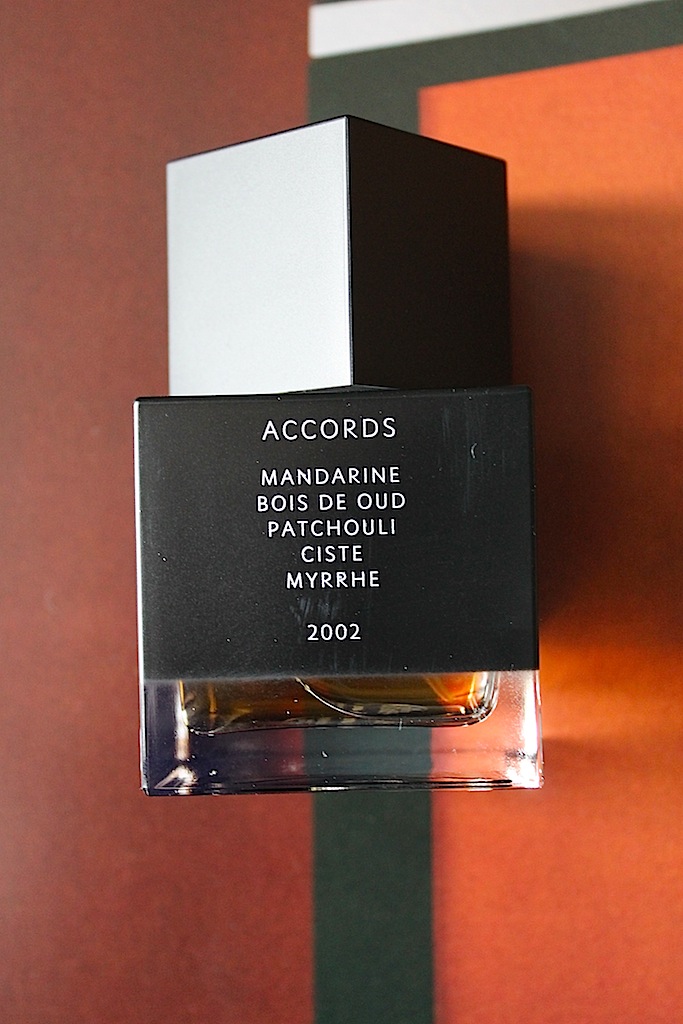 ACCORDS
MANDARINE
BOIS DE OUD
PATCHOULI
CISTE
MYRRHE
2002